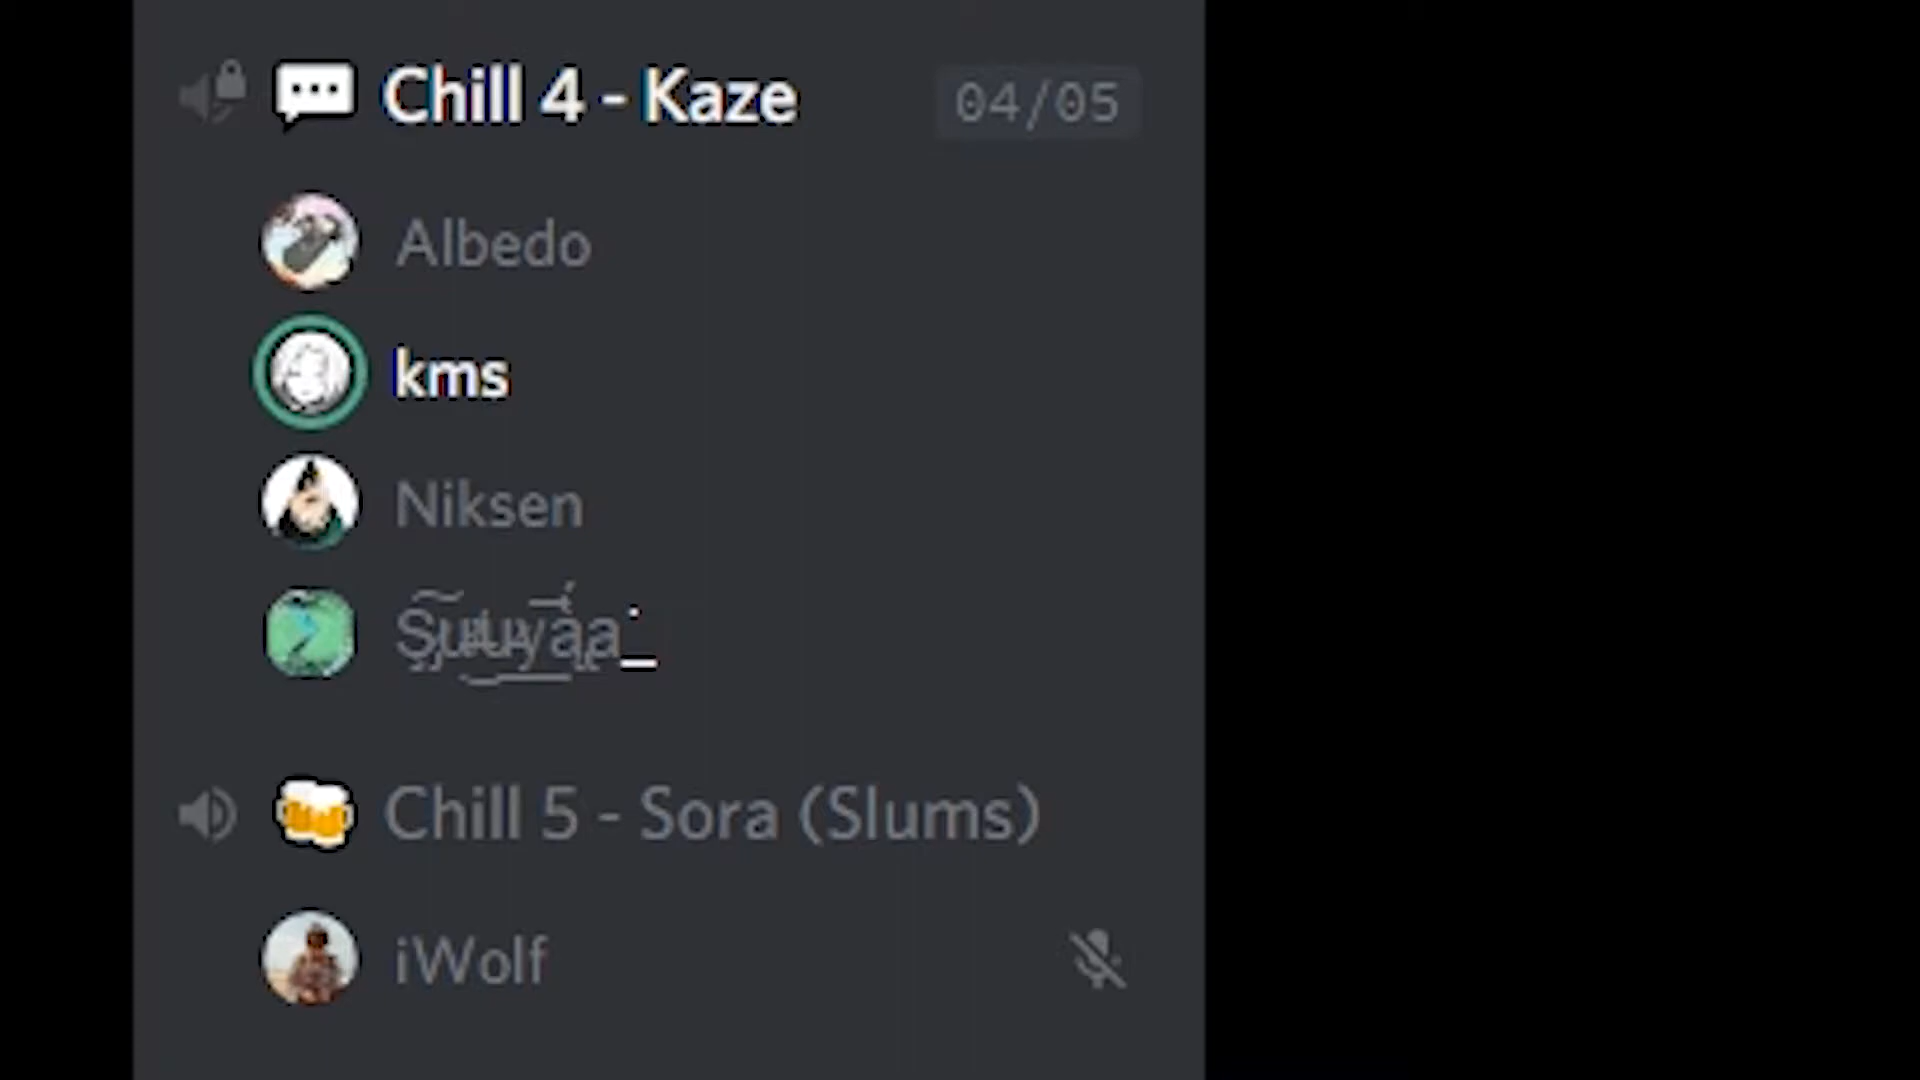 Chill 4 - Kaze 04/05
Albedo
kms
Niksen
Chill 5 - Sora (Slums)
iWolf